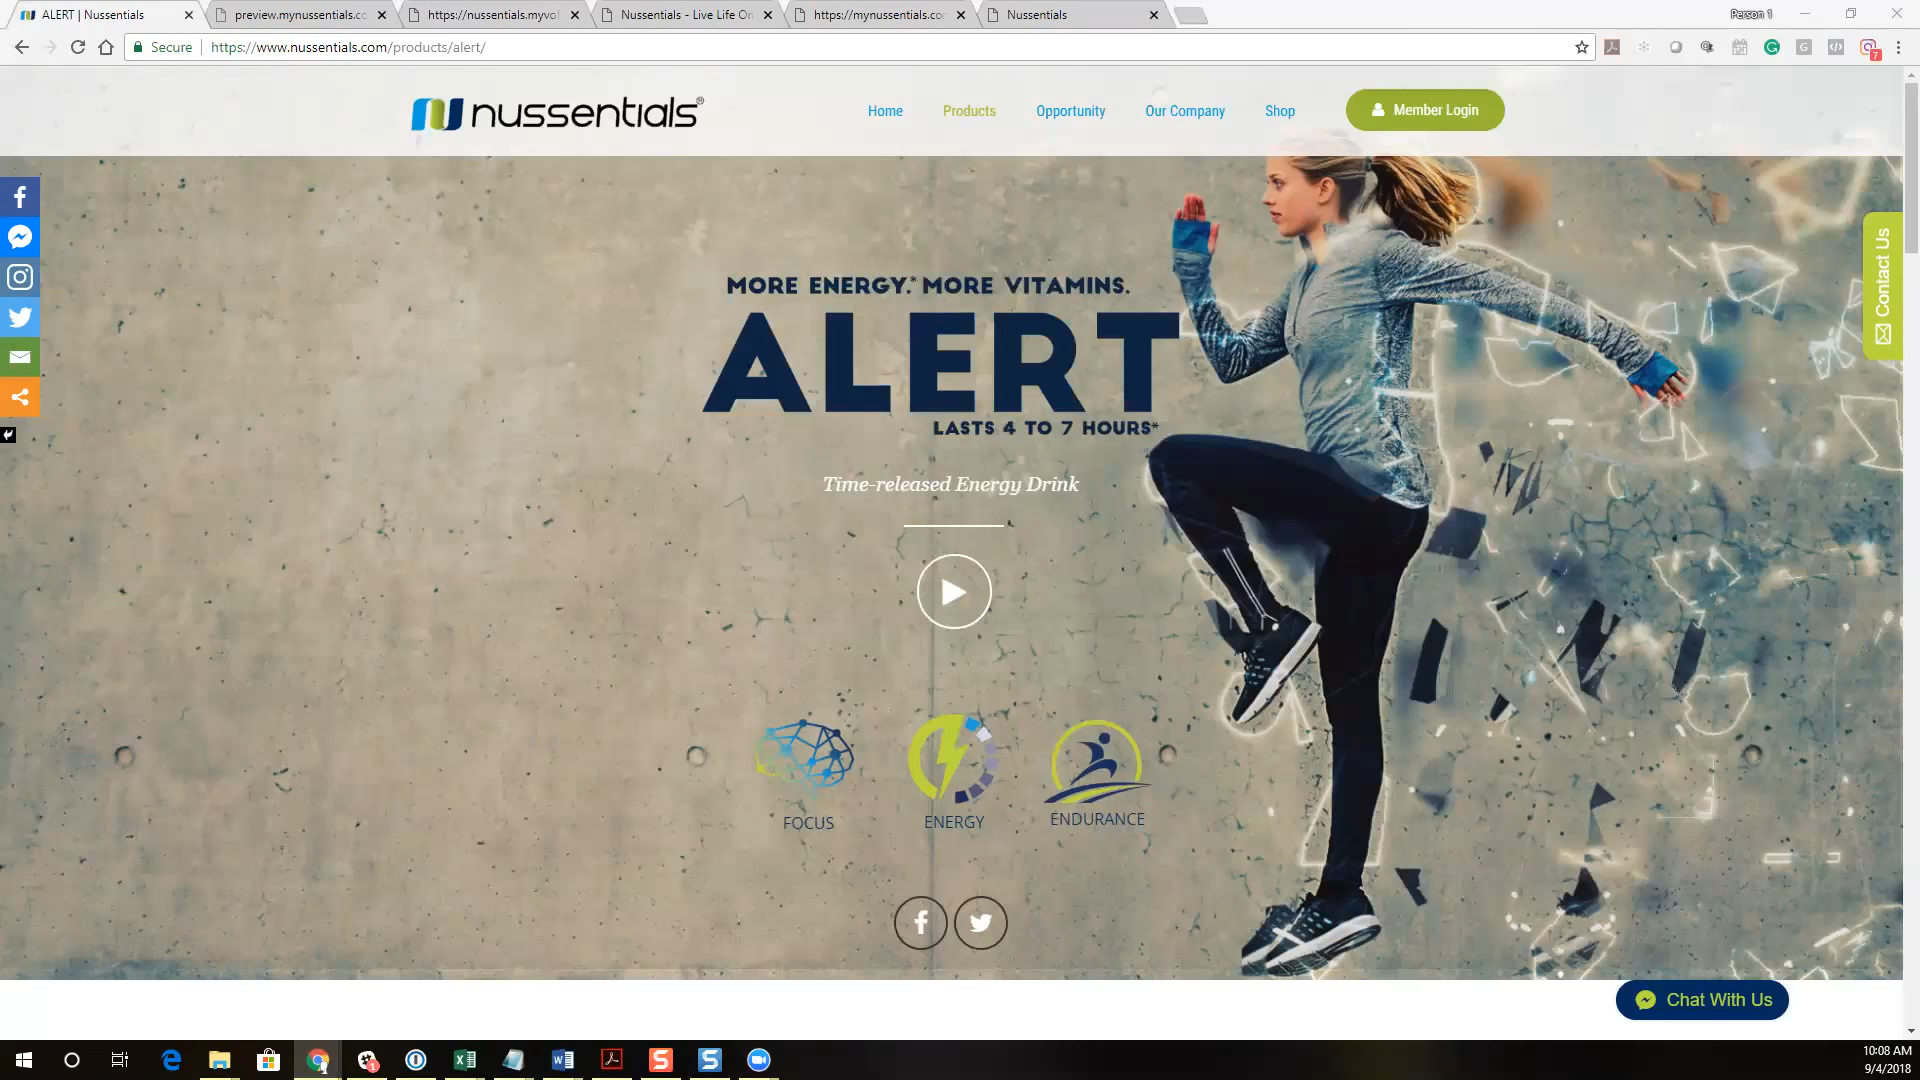 ALERT | Nussentials
preview.mynussentials.co
https://nussentials.myvo
Nussentials - Live Life On
https://mynussentials.com
Nussentials
Person 1
Secure
https://www.nussentials.com/products/alert/
7
nussentials®
Home
Products
Opportunity
Our Company
Shop
Member Login
Contact Us
MORE ENERGY.* MORE VITAMINS.
ALERT
LASTS 4 TO 7 HOURS*
Time-released Energy Drink
FOCUS
ENERGY
ENDURANCE
Chat With Us
10:08 AM
9/4/2018